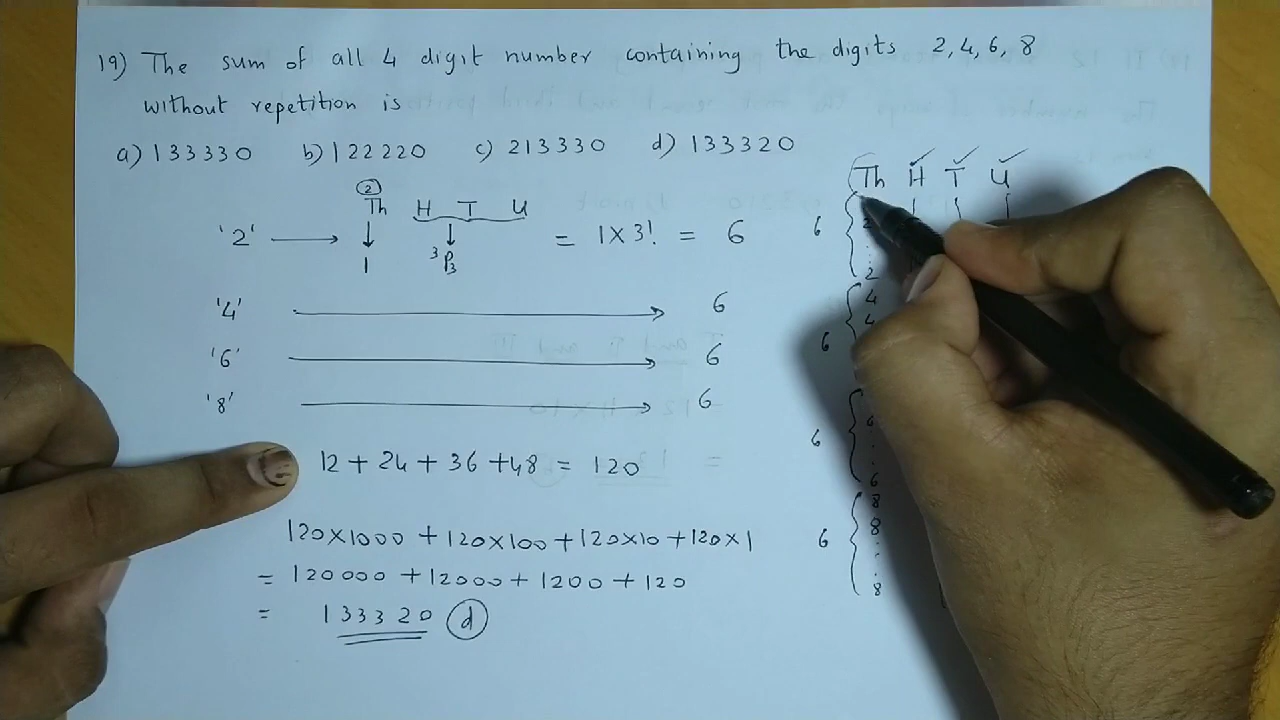 19) The sum of all 4 digit number containing the digits 2, 4, 6, 8
without repetition is
a) 133330 b) 122220 c) 213330 d) 133320
2
Th H T U
'2' → 1 ³P₃ = 1 × 3! = 6
'4' → 6
'6' → 6
'8' → 6
12 + 24 + 36 + 48 = 120
120×1000 + 120×100 + 120×10 + 120×1
= 120000 + 12000 + 1200 + 120
= 133320 d
Th H T U
6 { 2
:
2
6 { 4
4
6 { 6
.
.
6
6 { 8
8
.
.
8